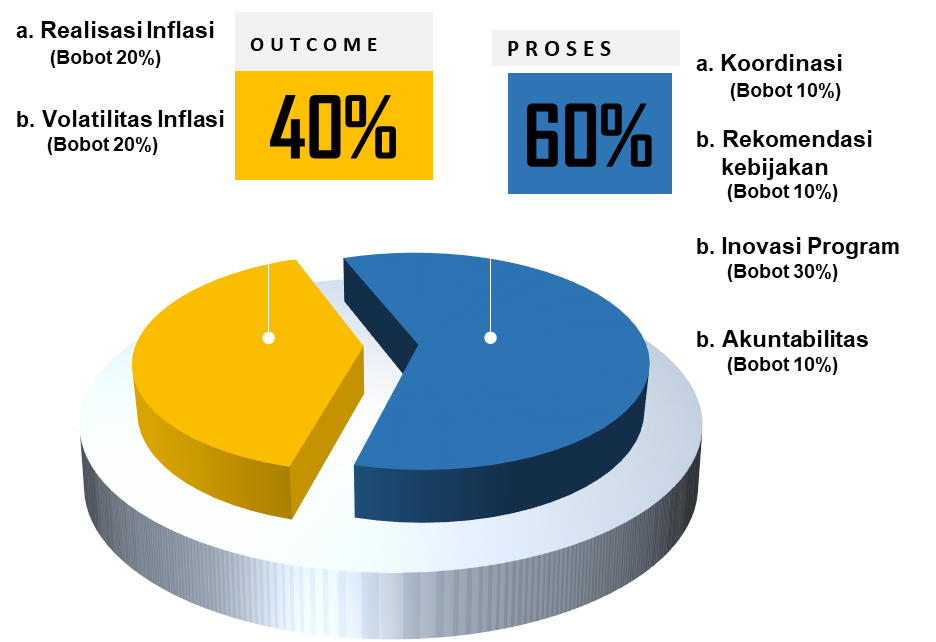 a. Realisasi Inflasi
(Bobot 20%)
b. Volatilitas Inflasi
(Bobot 20%)
OUTCOME
40%
PROSES
60%
a. Koordinasi
(Bobot 10%)
b. Rekomendasi
kebijakan
(Bobot 10%)
b. Inovasi Program
(Bobot 30%)
b. Akuntabilitas
(Bobot 10%)